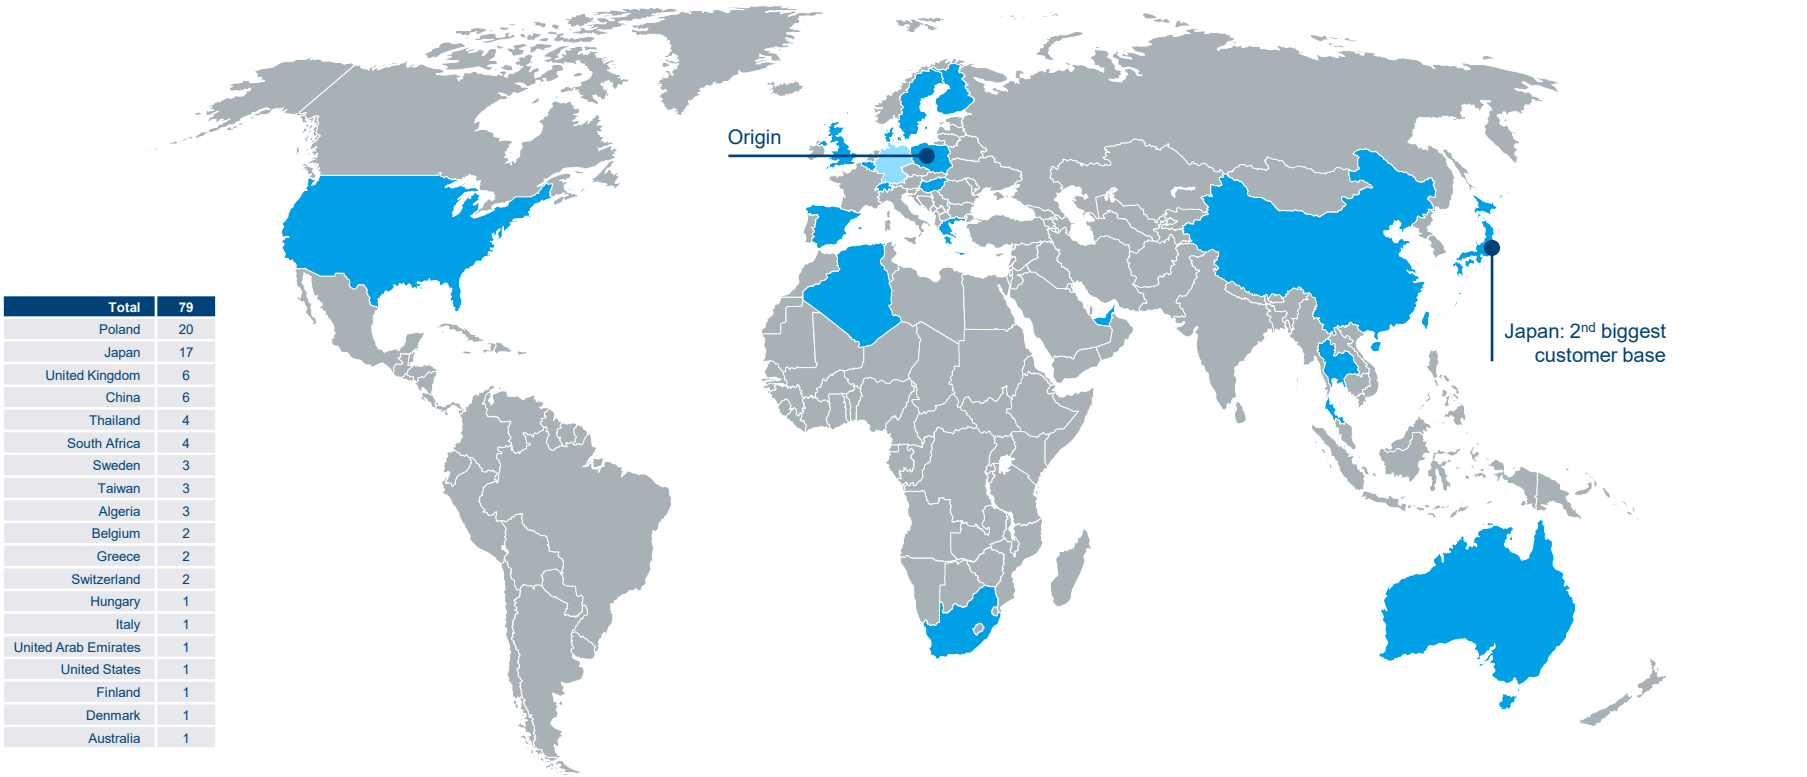 Origin
Japan: 2nd biggest
customer base
Total 79
Poland 20
Japan 17
United Kingdom 6
China 6
Thailand 4
South Africa 4
Sweden 3
Taiwan 3
Algeria 3
Belgium 2
Greece 2
Switzerland 2
Hungary 1
Italy 1
United Arab Emirates 1
United States 1
Finland 1
Denmark 1
Australia 1